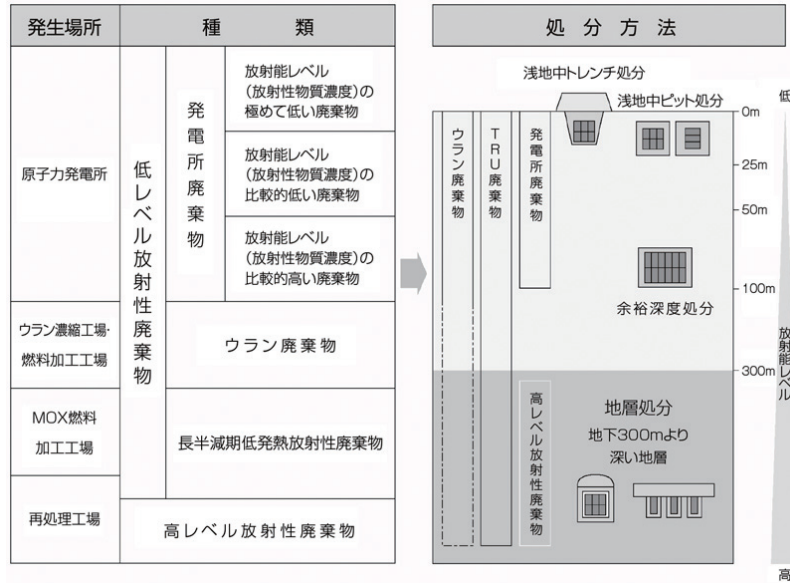 発生場所
種 類
処 分 方 法
原子力発電所
低レベル放射性廃棄物
発電所廃棄物
放射能レベル
(放射性物質濃度)の
極めて低い廃棄物
放射能レベル
(放射性物質濃度)の
比較的低い廃棄物
放射能レベル
(放射性物質濃度)の
比較的高い廃棄物
ウラン濃縮工場・
燃料加工工場
ウラン廃棄物
MOX燃料
加工工場
長半減期低発熱放射性廃棄物
再処理工場
高レベル放射性廃棄物
浅地中トレンチ処分
浅地中ピット処分
ウラン廃棄物
TRU廃棄物
発電所廃棄物
0m
25m
50m
100m
300m
余裕深度処分
高レベル放射性廃棄物
地層処分
地下300mより
深い地層
低
放射能レベル
高